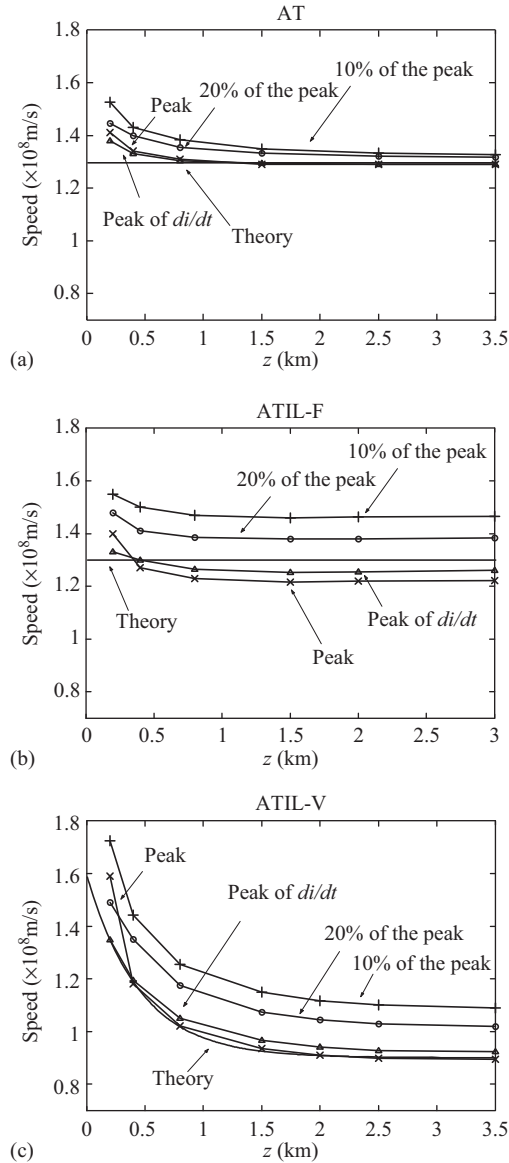 AT
1.8
1.6
1.4
1.2
1
0.8
Speed (×10⁸m/s)
Peak
20% of the peak
10% of the peak
Peak of di/dt
Theory
0 0.5 1 1.5 2 2.5 3 3.5
z (km)
(a)
ATIL-F
1.8
1.6
1.4
1.2
1
0.8
Speed (×10⁸m/s)
20% of the peak
10% of the peak
Theory
Peak of di/dt
Peak
0 0.5 1 1.5 2 2.5 3
z (km)
(b)
ATIL-V
1.8
1.6
1.4
1.2
1
0.8
Speed (×10⁸m/s)
Peak
Peak of di/dt
20% of the peak
10% of the peak
Theory
0 0.5 1 1.5 2 2.5 3 3.5
z (km)
(c)